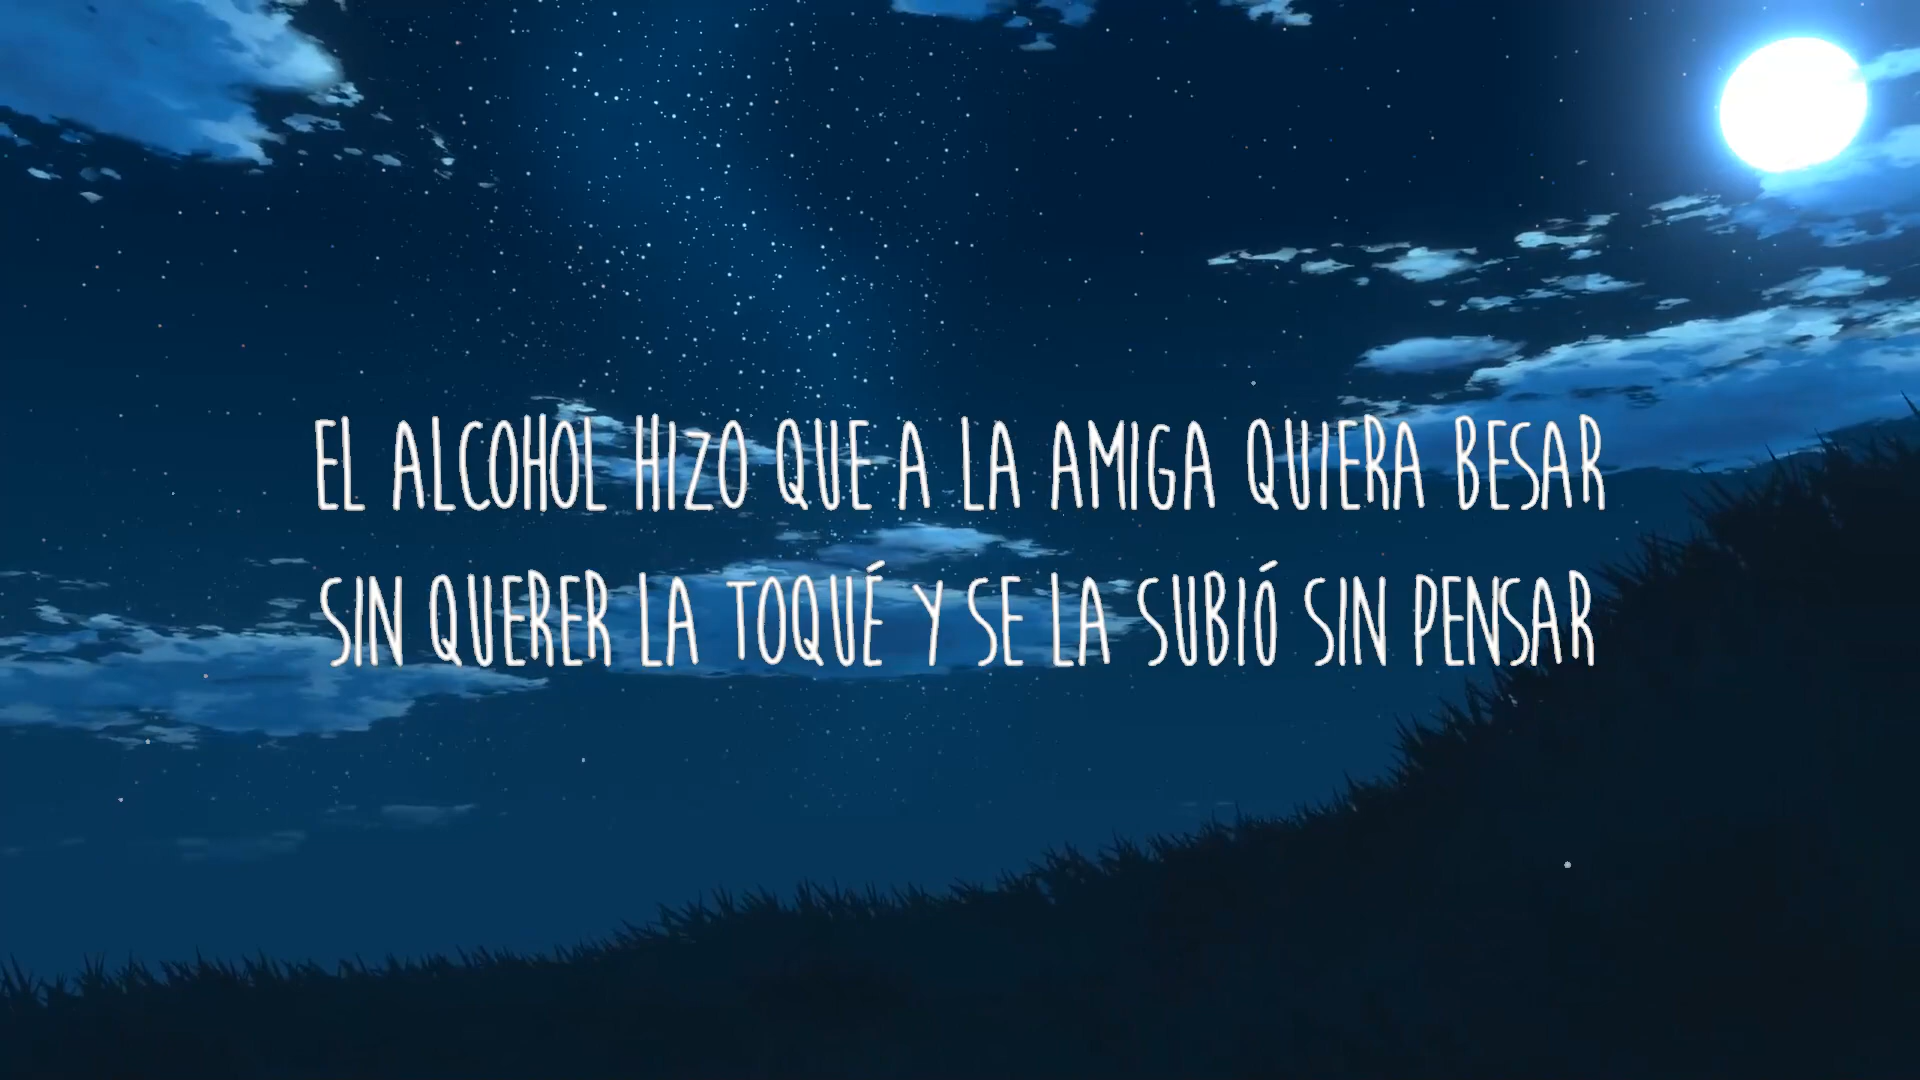 EL ALCOHOL HIZO QUE A LA AMIGA QUIERA BESAR
SIN QUERER LA TOQUÉ Y SE LA SUBIÓ SIN PENSAR